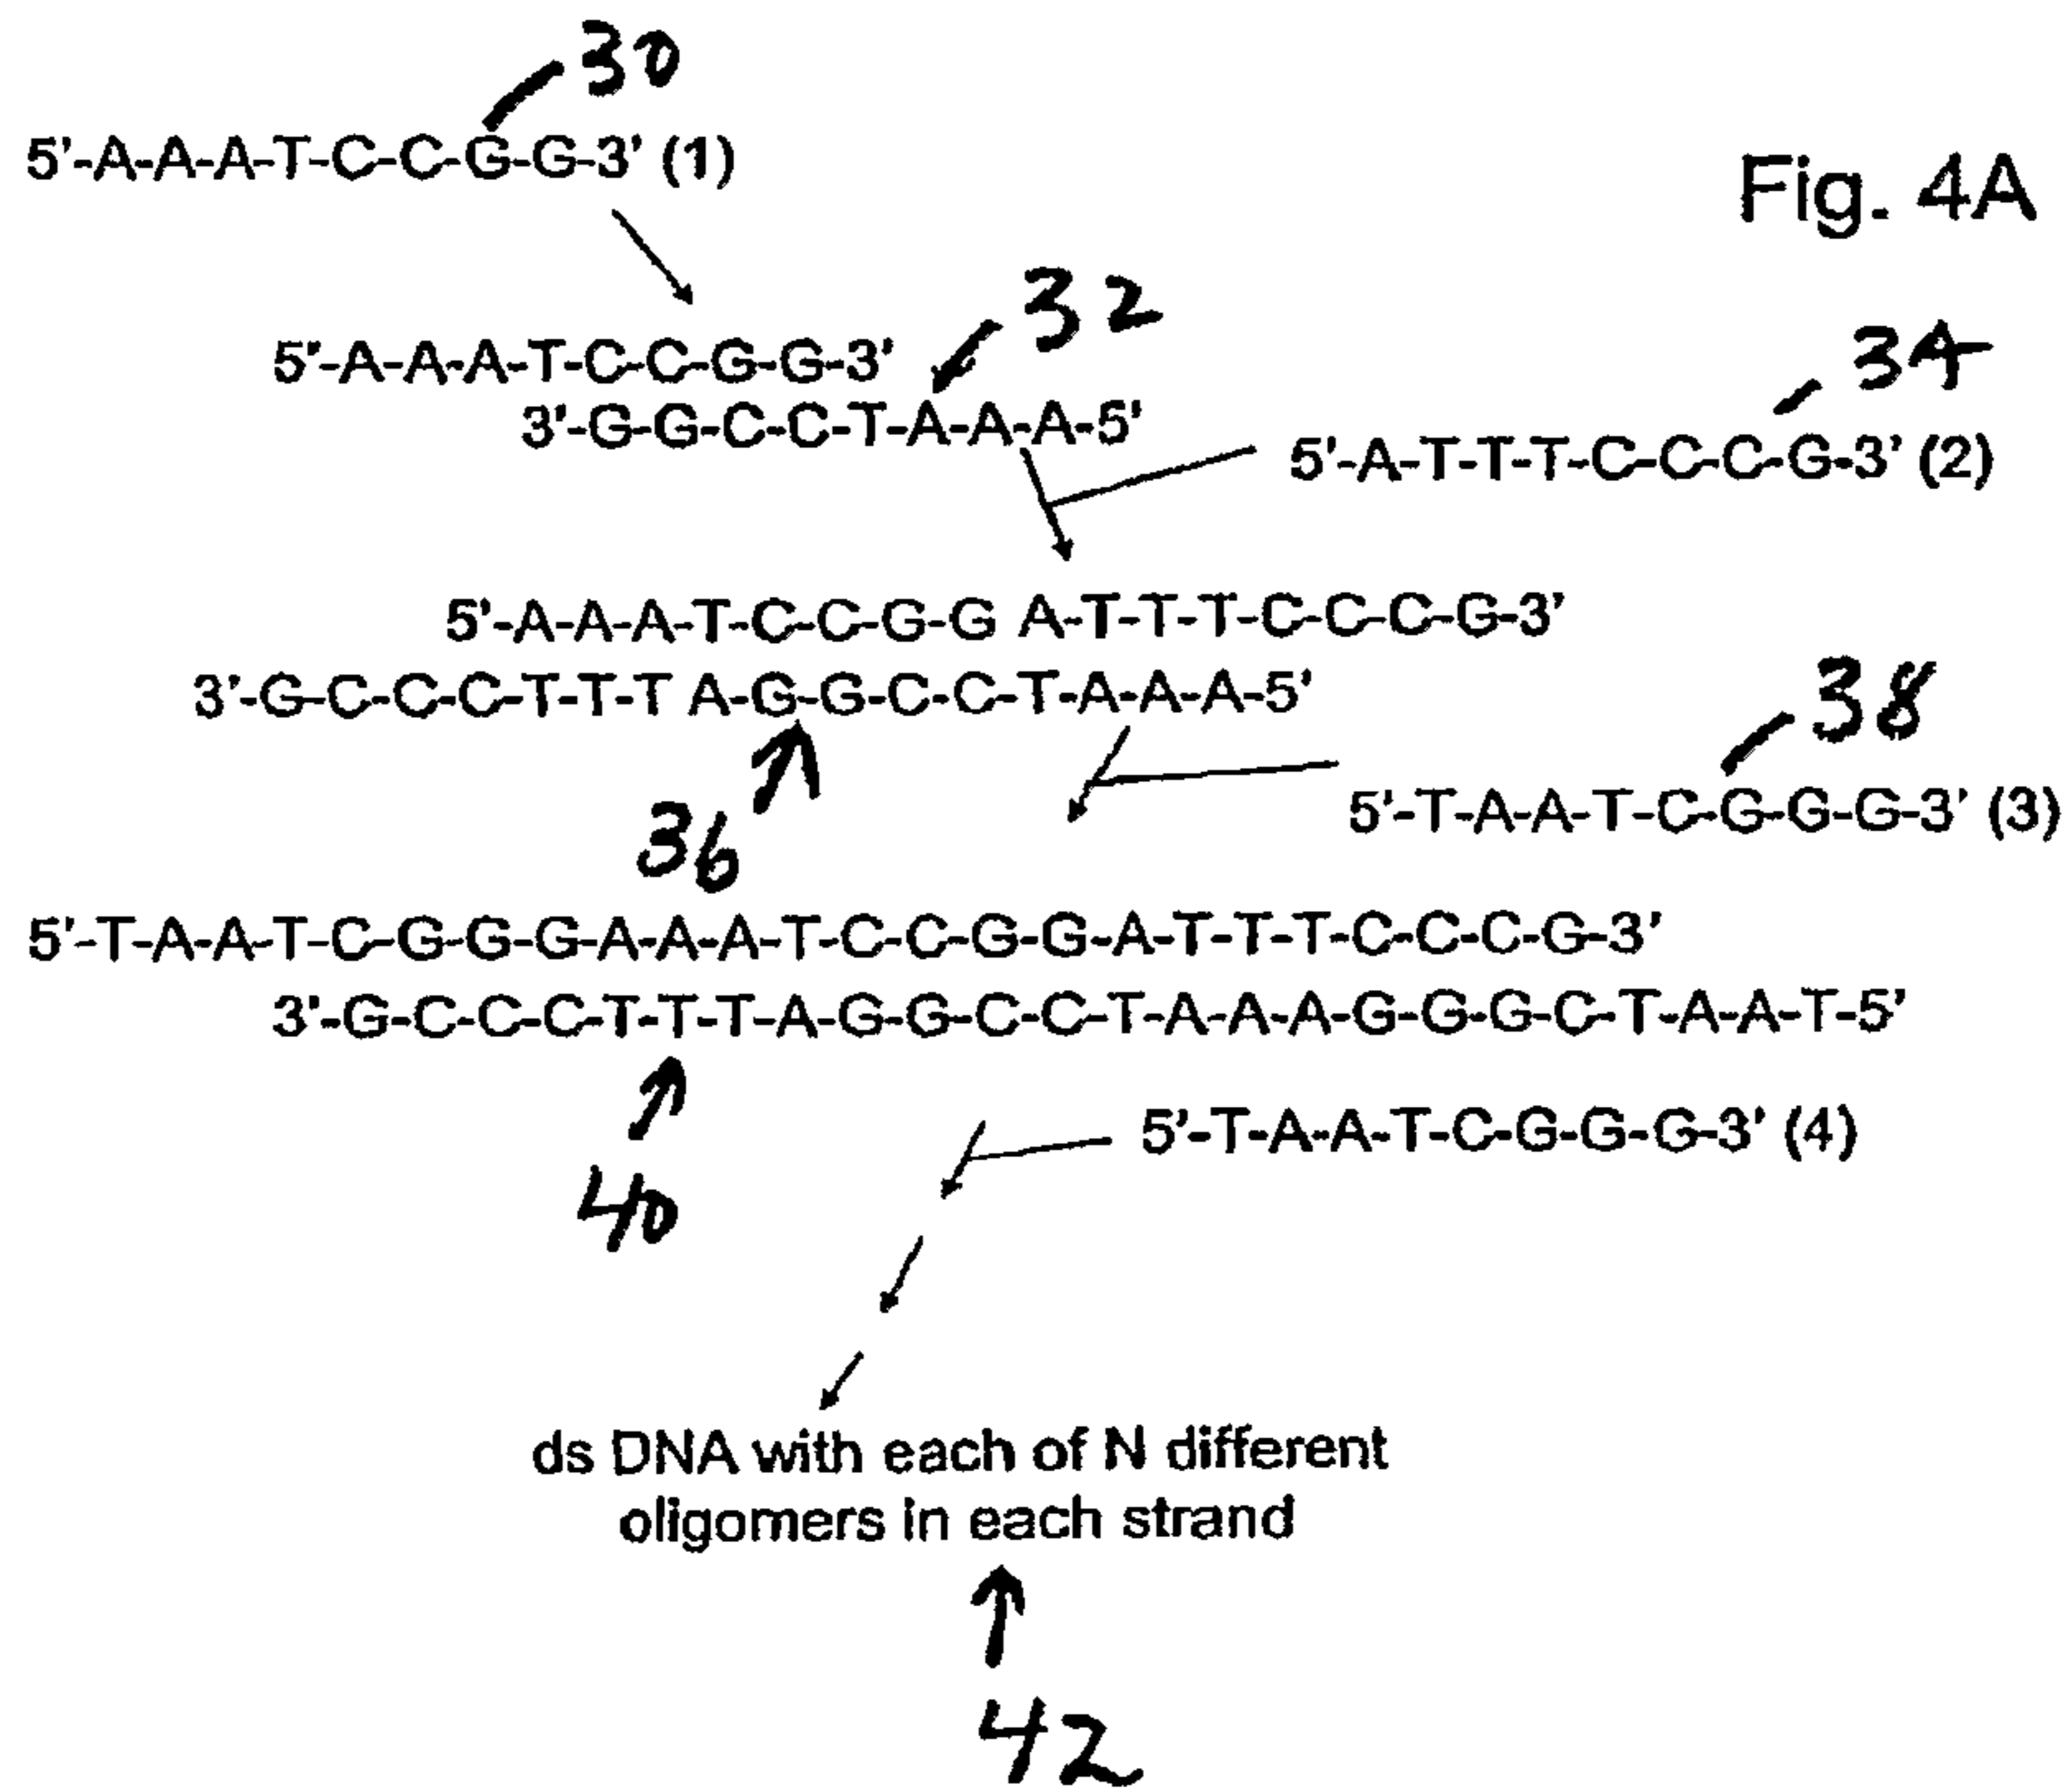 30
5'-A-A-A-T-C-C-G-G-3' (1)
Fig. 4A
32
5'-A-A-A-T-C-C-G-G-3'
3'-G-G-C-C-T-A-A-A-5'
34
5'-A-T-T-T-C-C-C-G-3' (2)
5'-A-A-A-T-C-C-G-G A-T-T-T-C-C-C-G-3'
3'-G-C-C-C-T-T-T A-G-G-C-C-T-A-A-A-5'
36
38
5'-T-A-A-T-C-G-G-G-3' (3)
5'-T-A-A-T-C-G-G-G-A-A-A-T-C-C-G-G-A-T-T-T-C-C-C-G-3'
3'-G-C-C-C-T-T-T-A-G-G-C-C-T-A-A-A-G-G-G-C-T-A-A-T-5'
40
5'-T-A-A-T-C-G-G-G-3' (4)
ds DNA with each of N different
oligomers in each strand
42